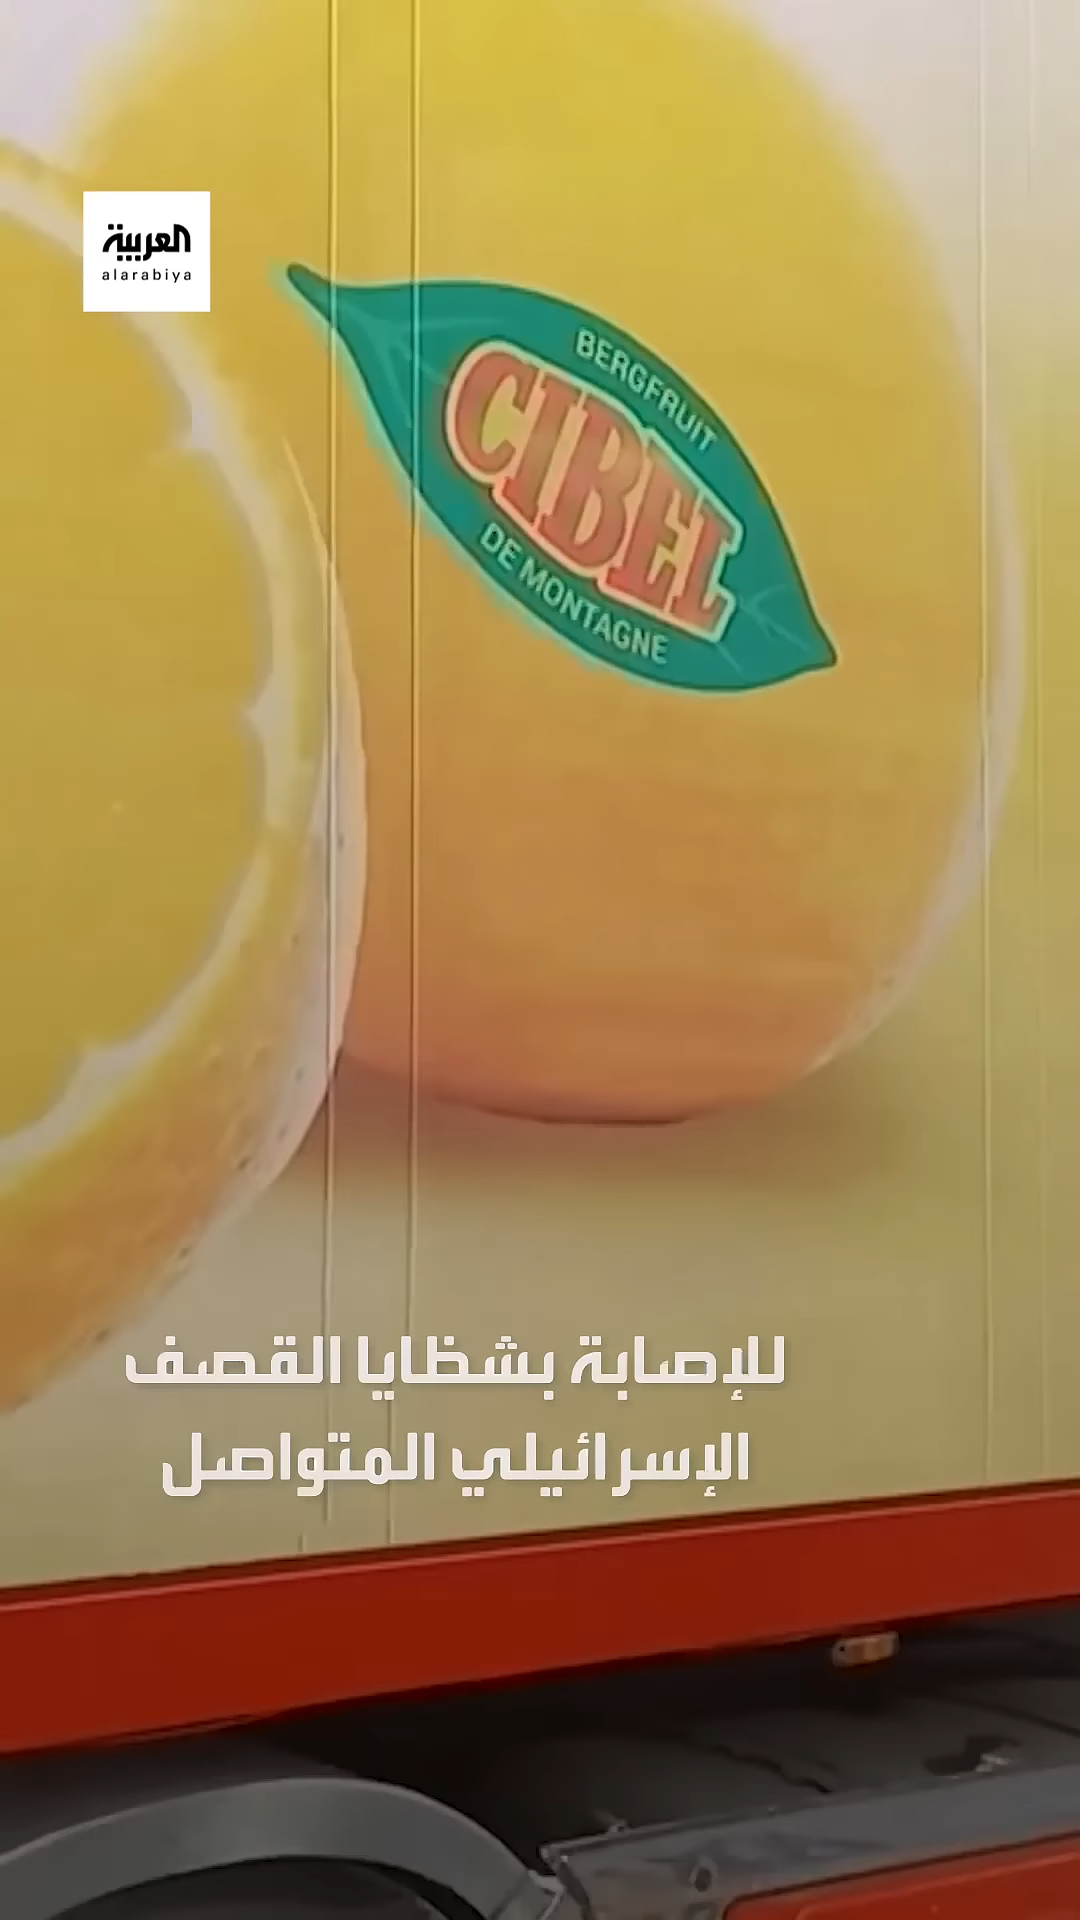 العربية
alarabiya
BERGFRUIT
CIBEL
DE MONTAGNE
للإصابة بشظايا القصف
الإسرائيلي المتواصل